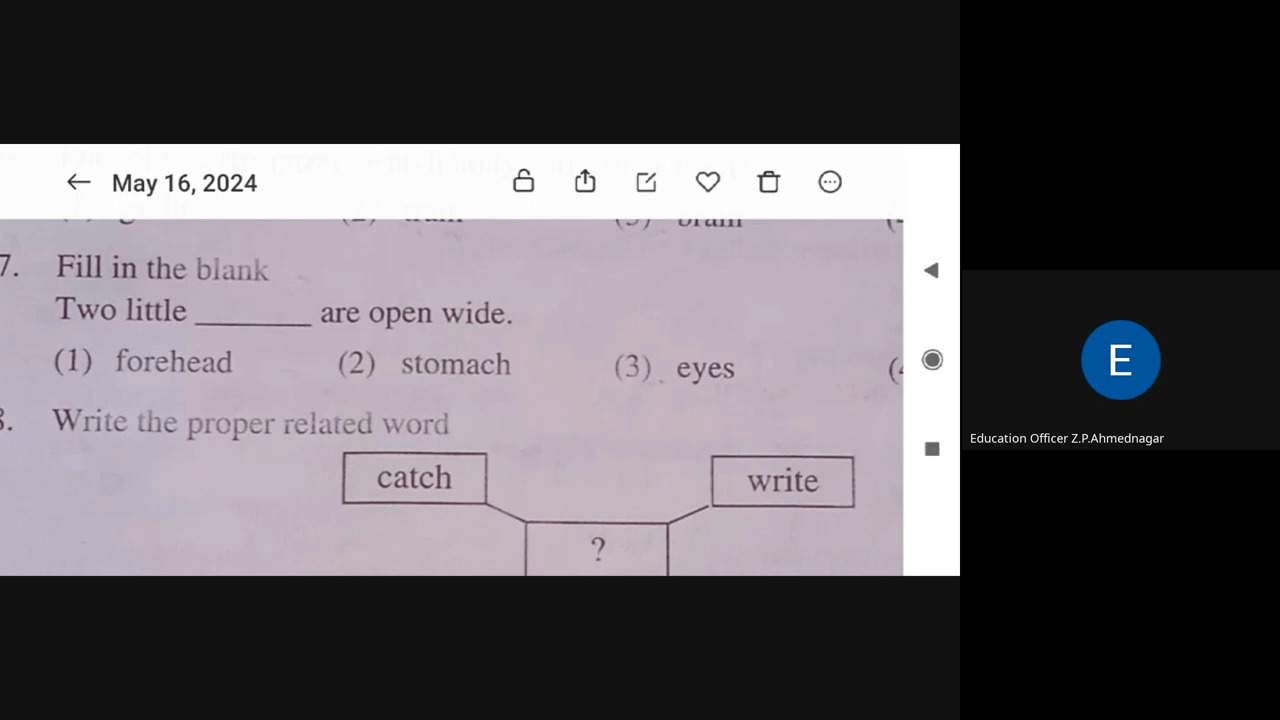 May 16, 2024
7. Fill in the blank
Two little ________ are open wide.
(1) forehead (2) stomach (3) eyes
8. Write the proper related word
catch write
?
E
Education Officer Z.P.Ahmednagar